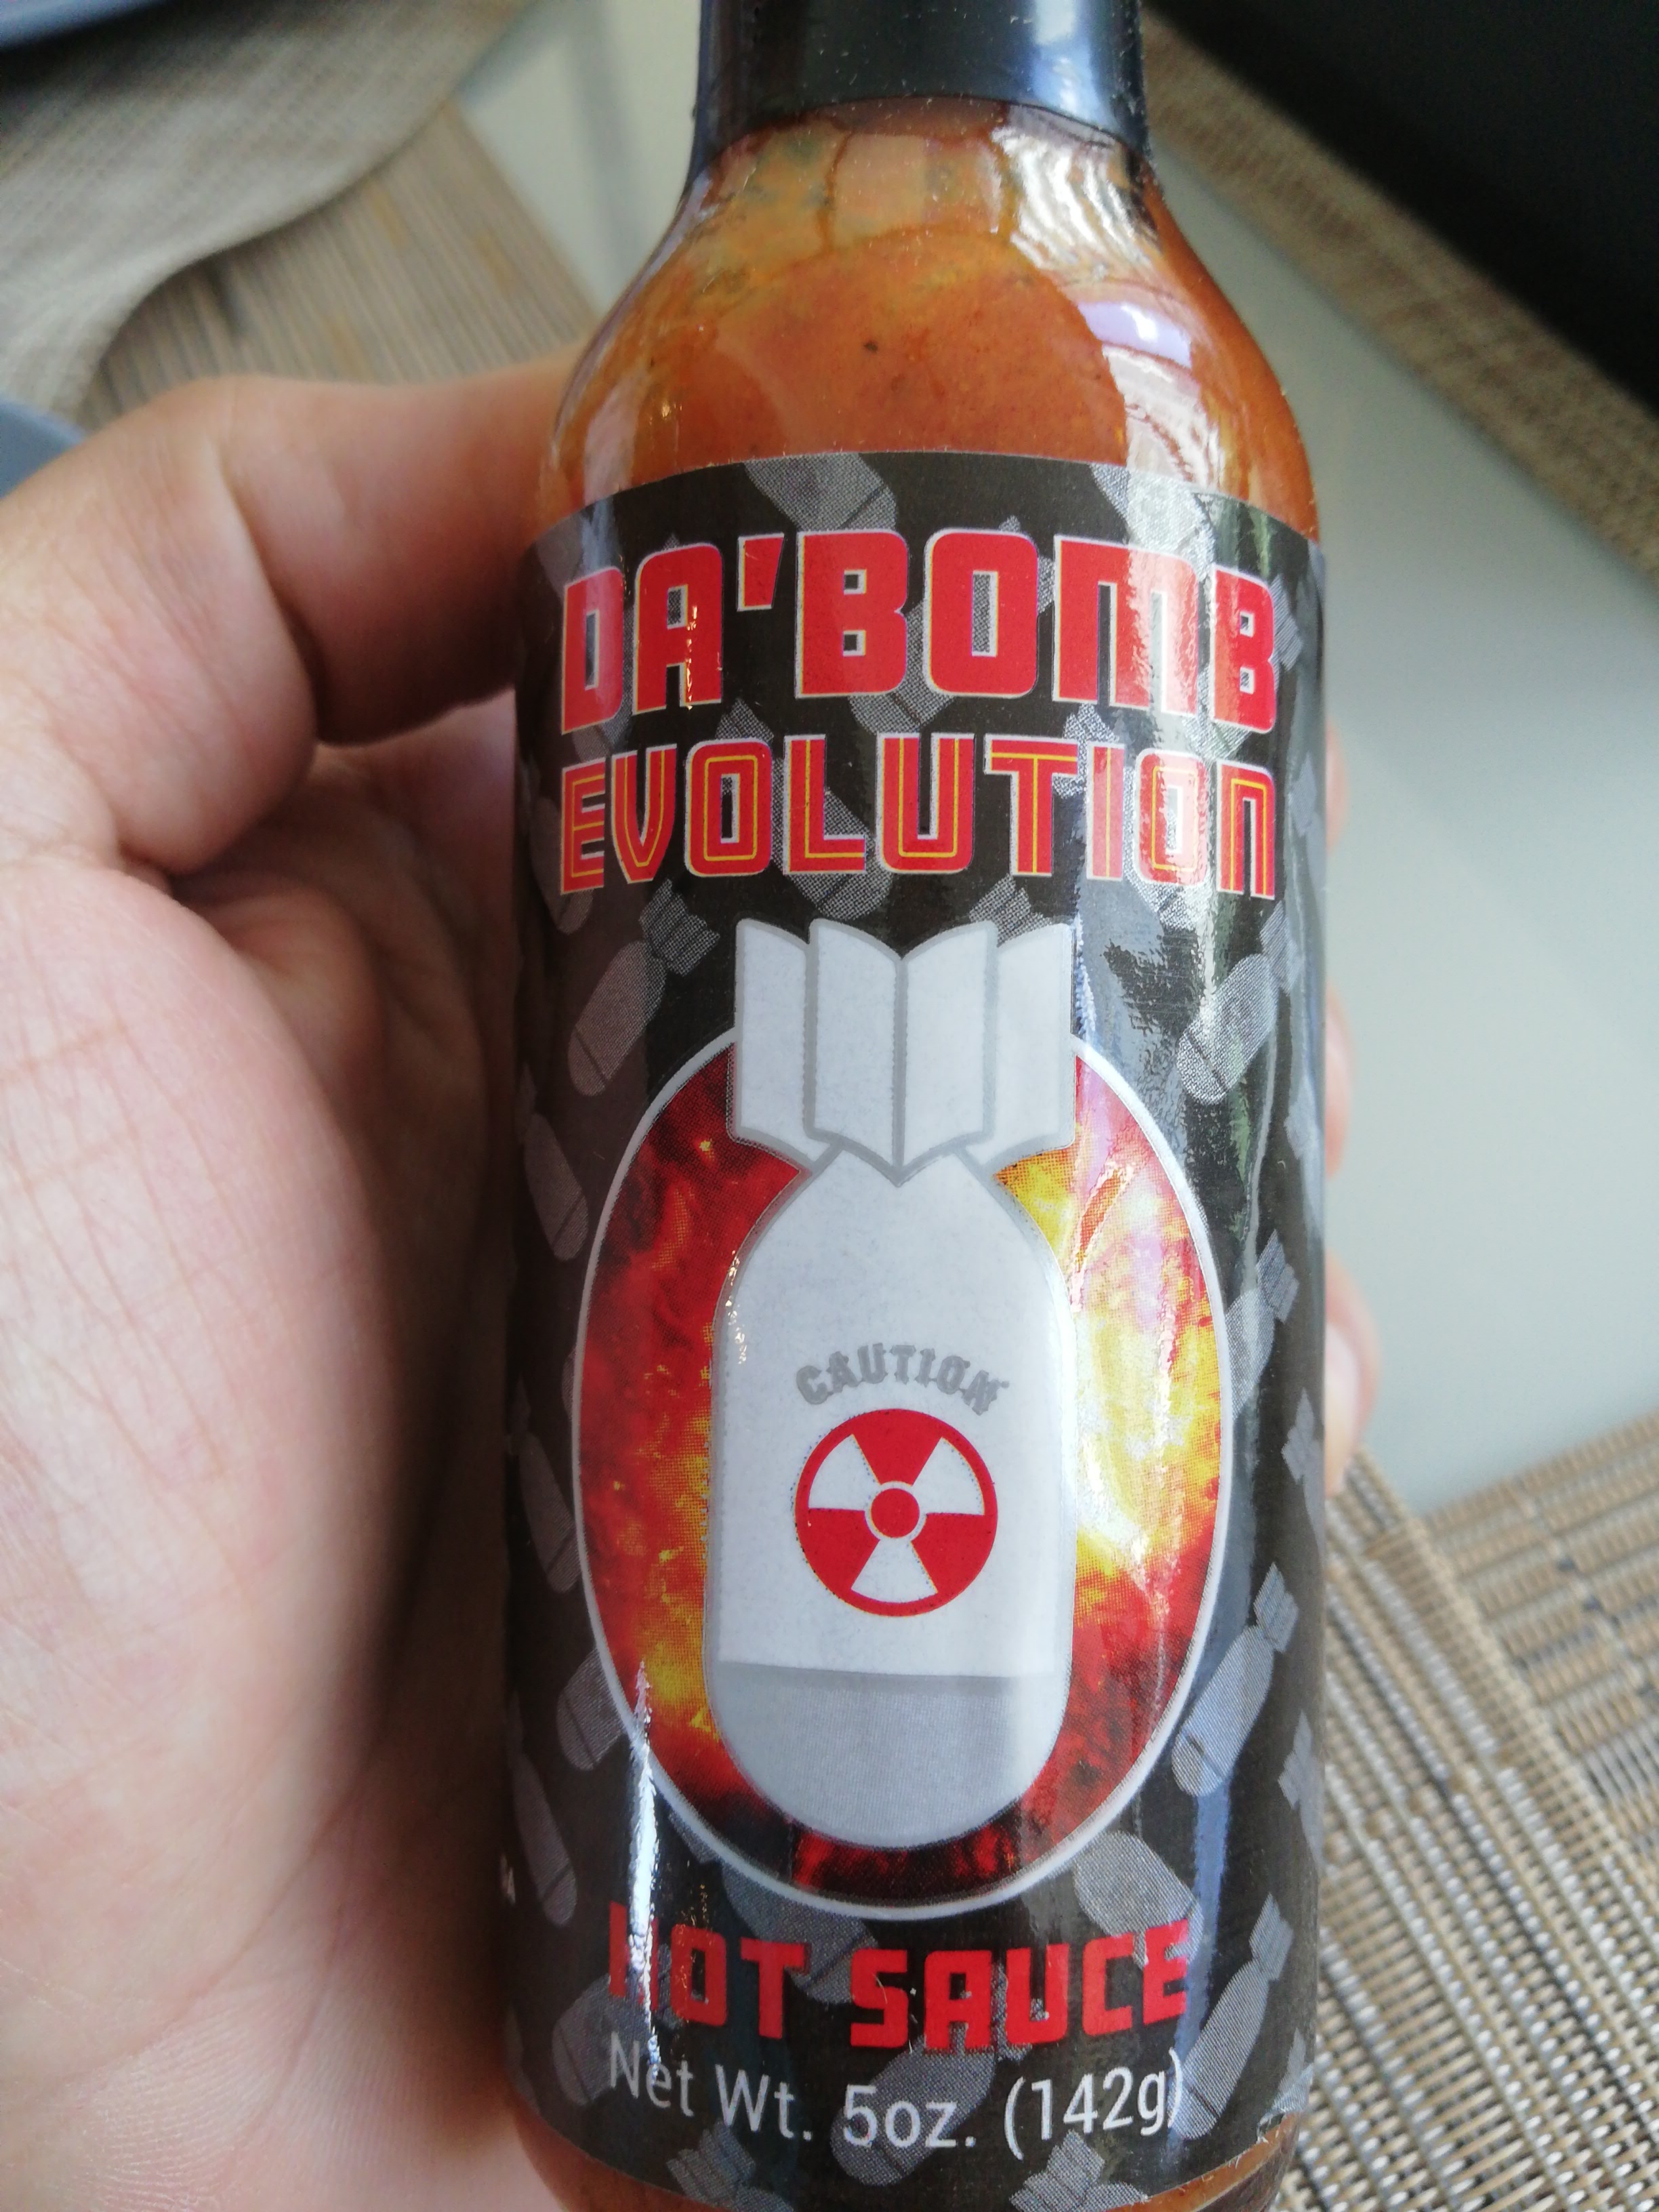 DA'BOMB
EVOLUTION
CAUTION
HOT SAUCE
Net Wt. 5oz. (142g)